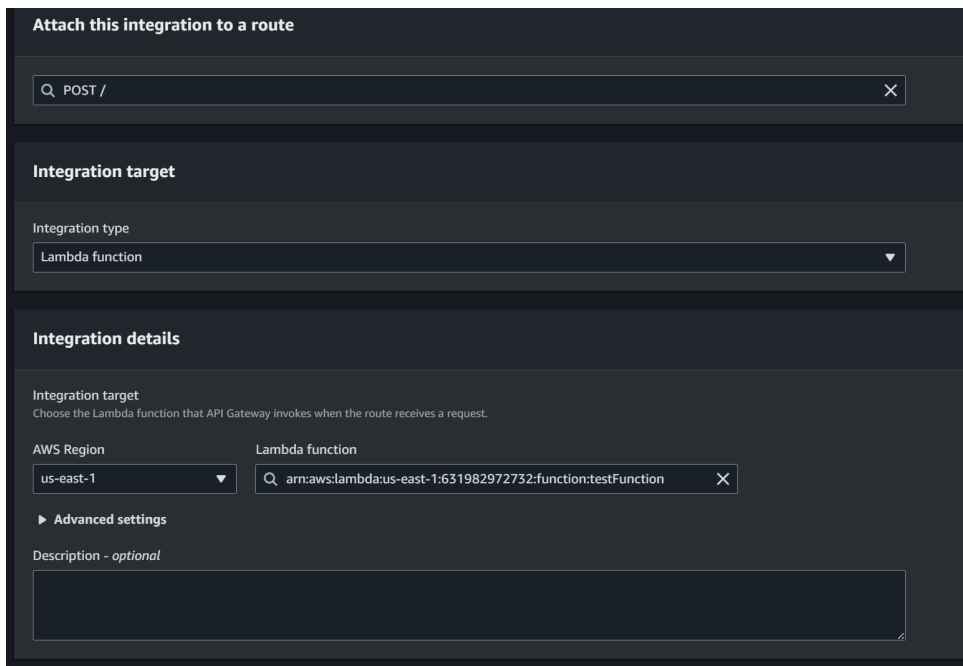 Attach this integration to a route
POST /
Integration target
Integration type
Lambda function
Integration details
Integration target
Choose the Lambda function that API Gateway invokes when the route receives a request.
AWS Region
Lambda function
us-east-1
arn:aws:lambda:us-east-1:631982972732:function:testFunction
Advanced settings
Description - optional